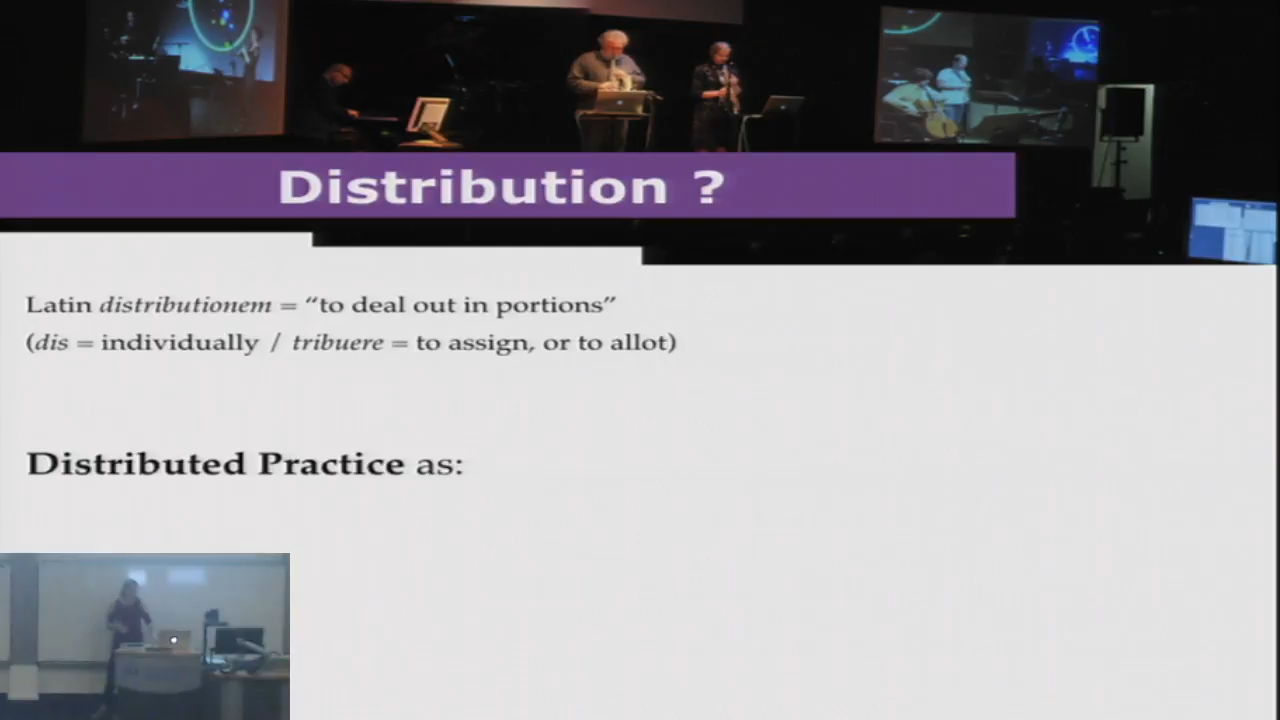 Distribution ?
Latin distributionem = “to deal out in portions”
(dis = individually / tribuere = to assign, or to allot)
Distributed Practice as: